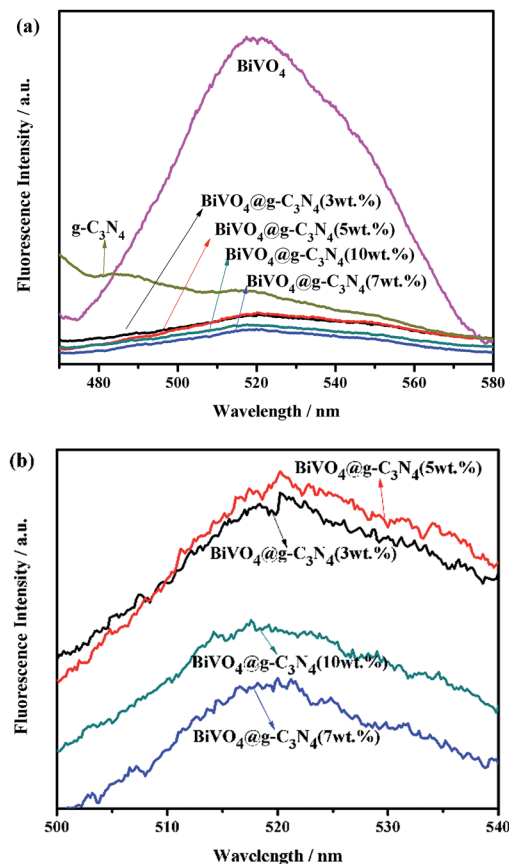 (a)
BiVO₄
BiVO₄@g-C₃N₄(3wt.%)
g-C₃N₄
BiVO₄@g-C₃N₄(5wt.%)
BiVO₄@g-C₃N₄(10wt.%)
BiVO₄@g-C₃N₄(7wt.%)
Fluorescence Intensity / a.u.
480 500 520 540 560 580
Wavelength / nm
(b)
BiVO₄@g-C₃N₄(5wt.%)
BiVO₄@g-C₃N₄(3wt.%)
BiVO₄@g-C₃N₄(10wt.%)
BiVO₄@g-C₃N₄(7wt.%)
Fluorescence Intensity / a.u.
500 510 520 530 540
Wavelength / nm